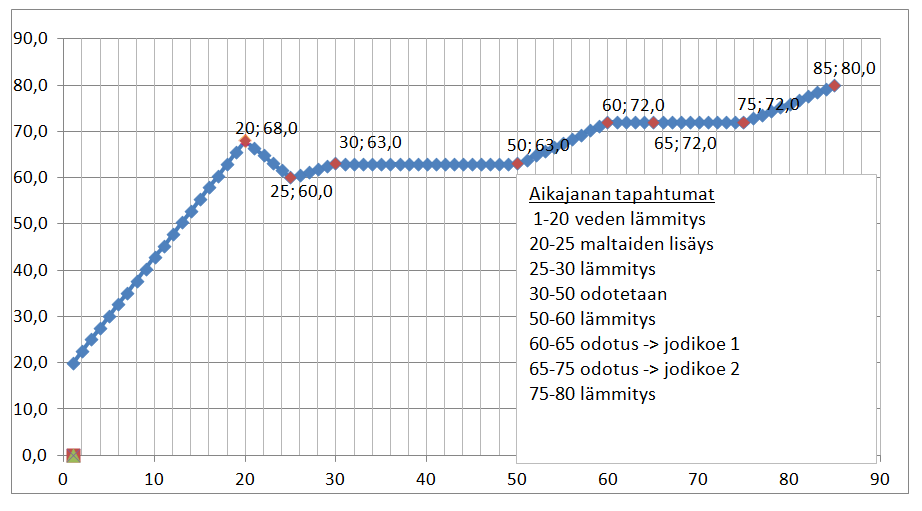 90,0
80,0
70,0
60,0
50,0
40,0
30,0
20,0
10,0
0,0
0 10 20 30 40 50 60 70 80 90
20; 68,0
25; 60,0
30; 63,0
50; 63,0
60; 72,0
65; 72,0
75; 72,0
85; 80,0
Aikajanan tapahtumat
1-20 veden lämmitys
20-25 maltaiden lisäys
25-30 lämmitys
30-50 odotetaan
50-60 lämmitys
60-65 odotus -> jodikoe 1
65-75 odotus -> jodikoe 2
75-80 lämmitys